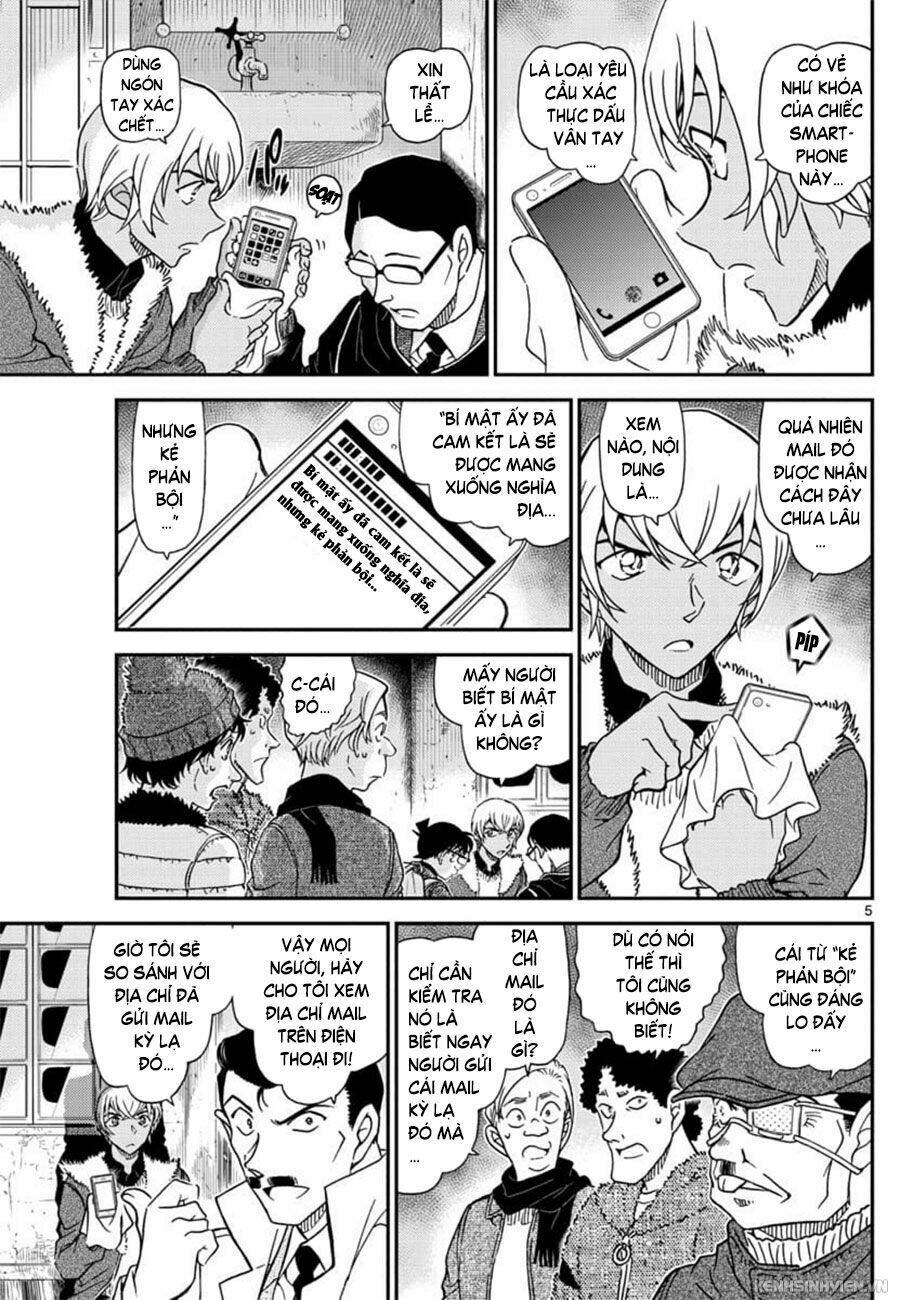 CÓ VẺ
NHƯ KHÓA
CỦA CHIẾC
SMART-
PHONE
NÀY...
LÀ LOẠI YÊU
CẦU XÁC
THỰC DẤU
VÂN TAY
...
XIN
THẤT
LỄ...
SOẠT
DÙNG
NGÓN
TAY XÁC
CHẾT...
QUẢ NHIÊN
MAIL ĐÓ
ĐƯỢC NHẬN
CÁCH ĐÂY
CHƯA LÂU
...
XEM
NÀO, NỘI
DUNG
LÀ...
PÍP
"BÍ MẬT ẤY ĐÃ
CAM KẾT LÀ SẼ
ĐƯỢC MANG
XUỐNG NGHĨA
ĐỊA...
Bí mật ấy đã cam kết là sẽ
được mang xuống nghĩa địa,
nhưng kẻ phản bội...
NHƯNG
KẺ
PHẢN
BỘI
..."
MẤY NGƯỜI
BIẾT BÍ MẬT
ẤY LÀ GÌ
KHÔNG?
C-CÁI
ĐÓ...
5
CÁI TỪ "KẺ
PHẢN BỘI"
CŨNG ĐÁNG
LO ĐẤY
...
DÙ CÓ NÓI
THẾ THÌ
TÔI CŨNG
KHÔNG
BIẾT!
ĐỊA
CHỈ
MAIL
ĐÓ
LÀ
GÌ?
CHỈ CẦN
KIỂM TRA
NÓ LÀ
BIẾT NGAY
NGƯỜI GỬI
CÁI MAIL
KỲ LẠ
ĐÓ MÀ
...
VẬY MỌI
NGƯỜI, HÃY
CHO TÔI XEM
ĐỊA CHỈ MAIL
TRÊN ĐIỆN
THOẠI ĐI!
GIỜ TÔI SẼ
SO SÁNH VỚI
ĐỊA CHỈ ĐÃ
GỬI MAIL
KỲ LẠ
ĐÓ...
KENHSINHVIEN.VN